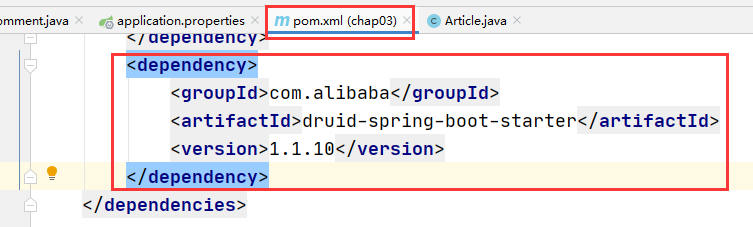 omment.java application.properties pom.xml (chap03) Article.java
</dependency>
<dependency>
<groupId>com.alibaba</groupId>
<artifactId>druid-spring-boot-starter</artifactId>
<version>1.1.10</version>
</dependency>
</dependencies>